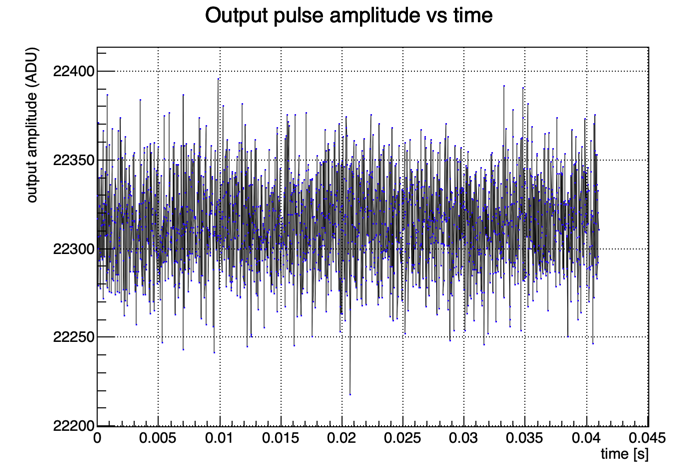 Output pulse amplitude vs time
output amplitude (ADU)
22400
22350
22300
22250
22200
0 0.005 0.01 0.015 0.02 0.025 0.03 0.035 0.04 0.045
time [s]